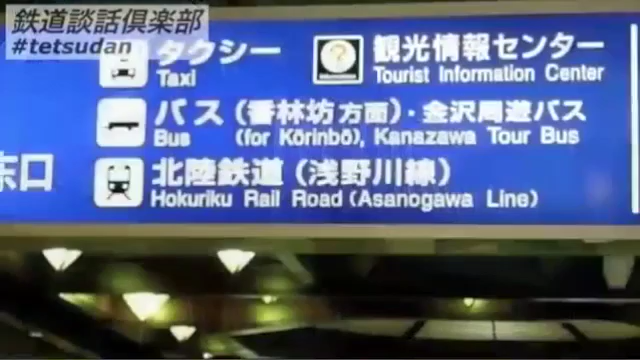 鉄道談話倶楽部
#tetsudan
タクシー
Taxi
観光情報センター
Tourist Information Center
バス（香林坊方面）・金沢周遊バス
Bus (for Kōrinbō), Kanazawa Tour Bus
東口
北陸鉄道（浅野川線）
Hokuriku Rail Road (Asanogawa Line)